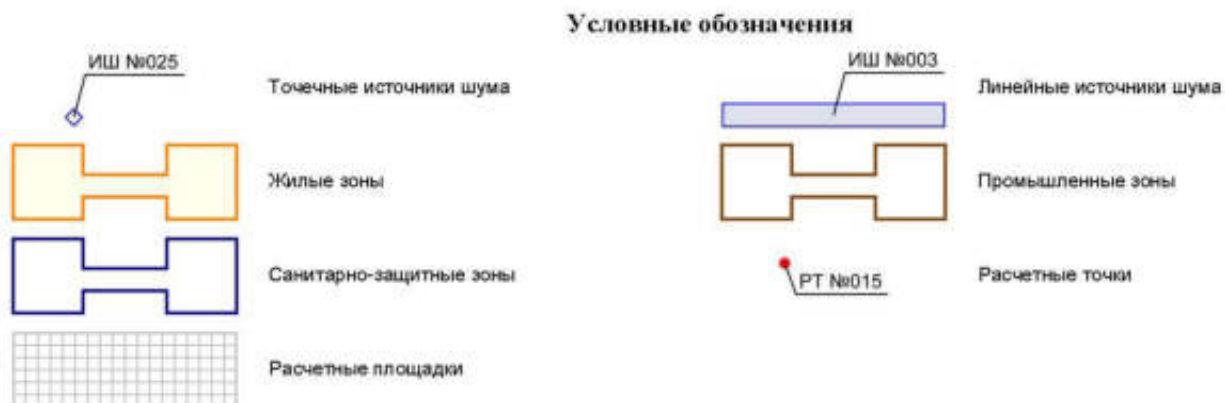 Условные обозначения
ИШ №025
Точечные источники шума
ИШ №003
Линейные источники шума
Жилые зоны
Промышленные зоны
Санитарно-защитные зоны
РТ №015
Расчетные точки
Расчетные площадки